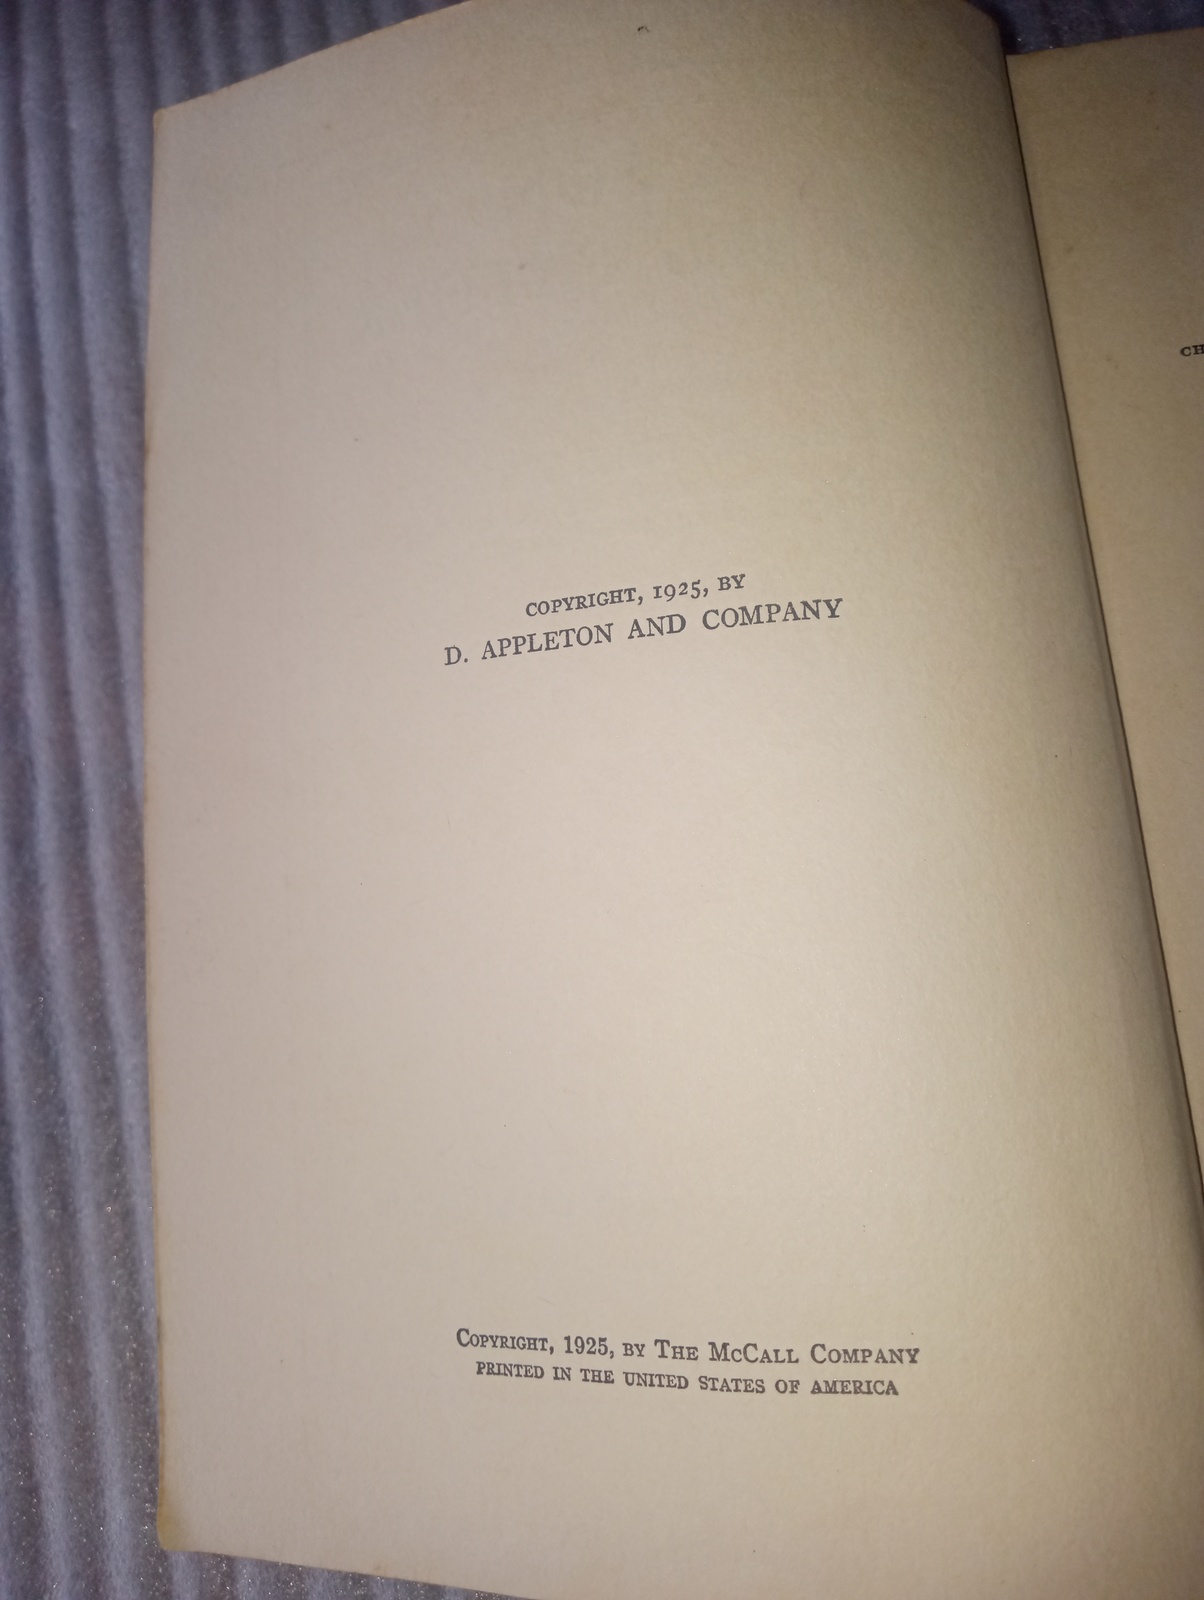 COPYRIGHT, 1925, BY
D. APPLETON AND COMPANY
COPYRIGHT, 1925, BY THE MCCALL COMPANY
PRINTED IN THE UNITED STATES OF AMERICA
CH